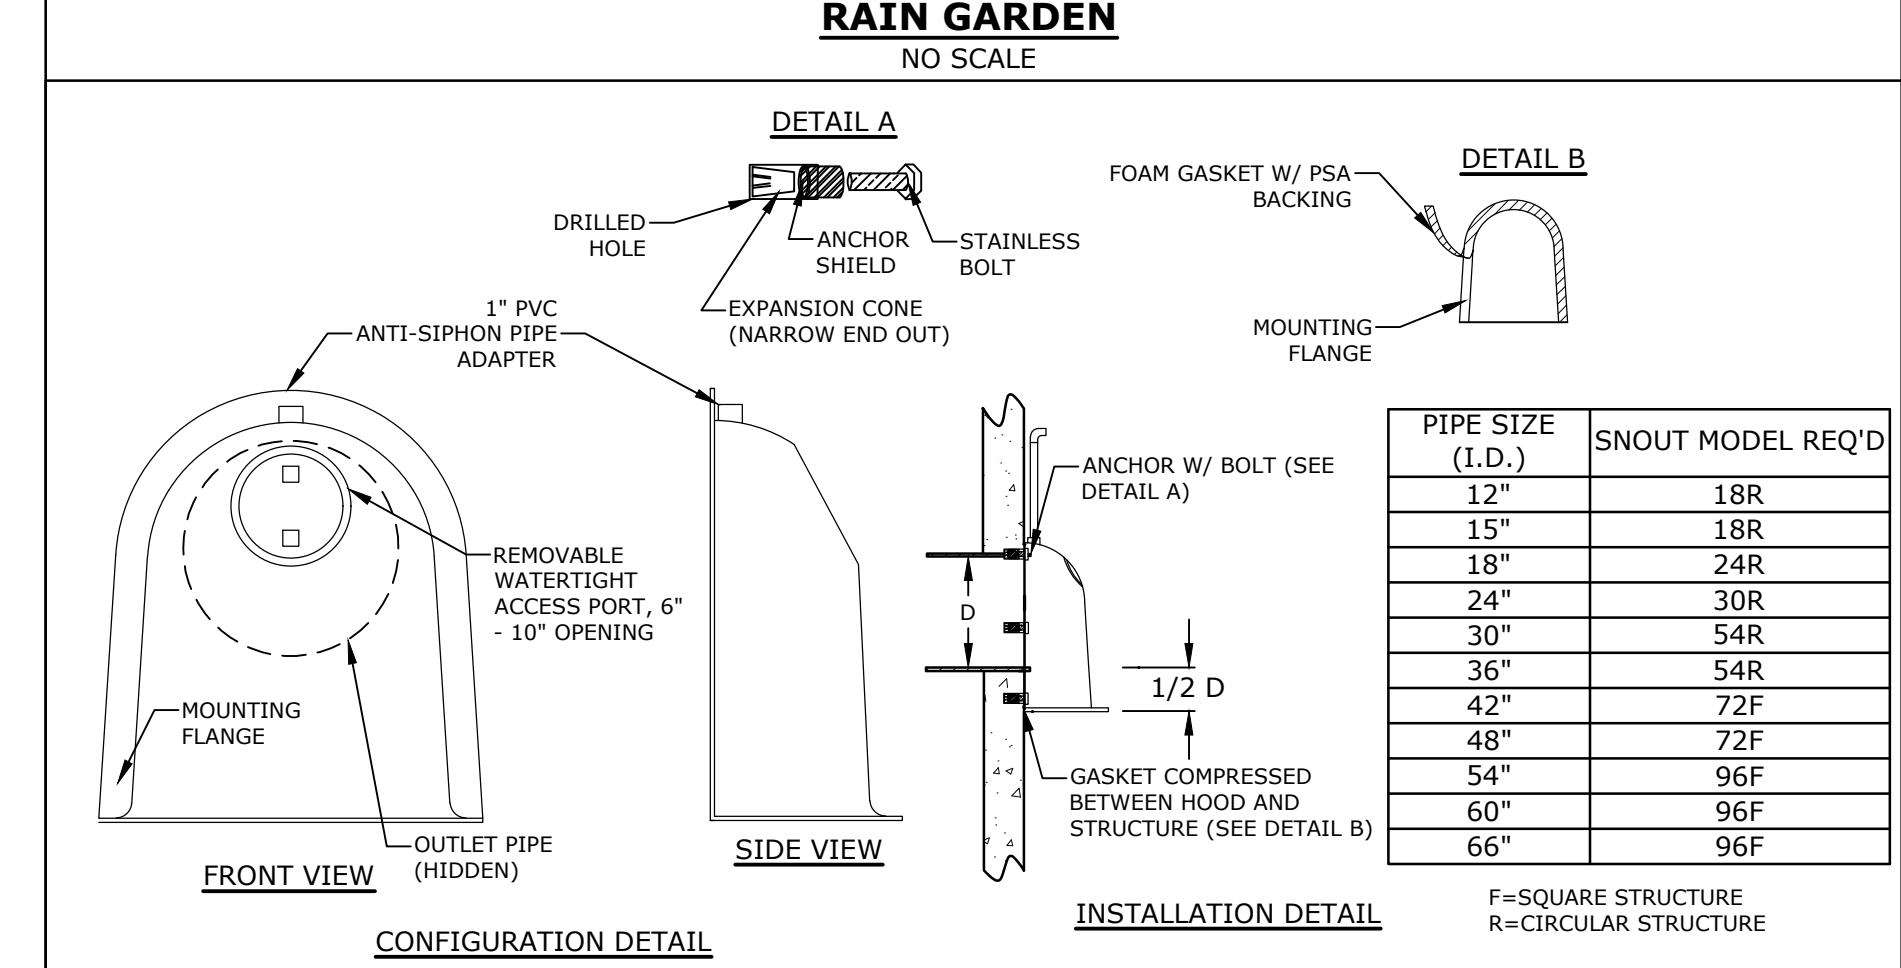 RAIN GARDEN
NO SCALE
DETAIL A
DRILLED
HOLE
ANCHOR
SHIELD
STAINLESS
BOLT
EXPANSION CONE
(NARROW END OUT)
DETAIL B
FOAM GASKET W/ PSA
BACKING
MOUNTING
FLANGE
1" PVC
ANTI-SIPHON PIPE
ADAPTER
REMOVABLE
WATERTIGHT
ACCESS PORT, 6"
- 10" OPENING
MOUNTING
FLANGE
OUTLET PIPE
(HIDDEN)
FRONT VIEW
SIDE VIEW
CONFIGURATION DETAIL
ANCHOR W/ BOLT (SEE
DETAIL A)
D
1/2 D
GASKET COMPRESSED
BETWEEN HOOD AND
STRUCTURE (SEE DETAIL B)
INSTALLATION DETAIL
PIPE SIZE
(I.D.)
SNOUT MODEL REQ'D
12" 18R
15" 18R
18" 24R
24" 30R
30" 54R
36" 54R
42" 72F
48" 72F
54" 96F
60" 96F
66" 96F
F=SQUARE STRUCTURE
R=CIRCULAR STRUCTURE